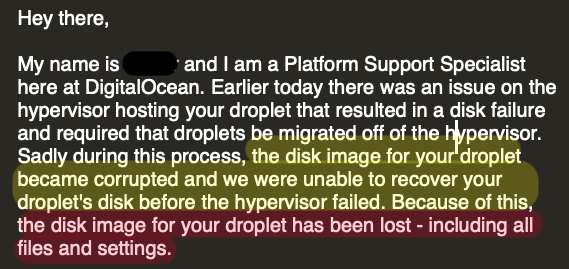 Hey there,
My name is and I am a Platform Support Specialist
here at DigitalOcean. Earlier today there was an issue on the
hypervisor hosting your droplet that resulted in a disk failure
and required that droplets be migrated off of the hypervisor.
Sadly during this process, the disk image for your droplet
became corrupted and we were unable to recover your
droplet's disk before the hypervisor failed. Because of this,
the disk image for your droplet has been lost - including all
files and settings.